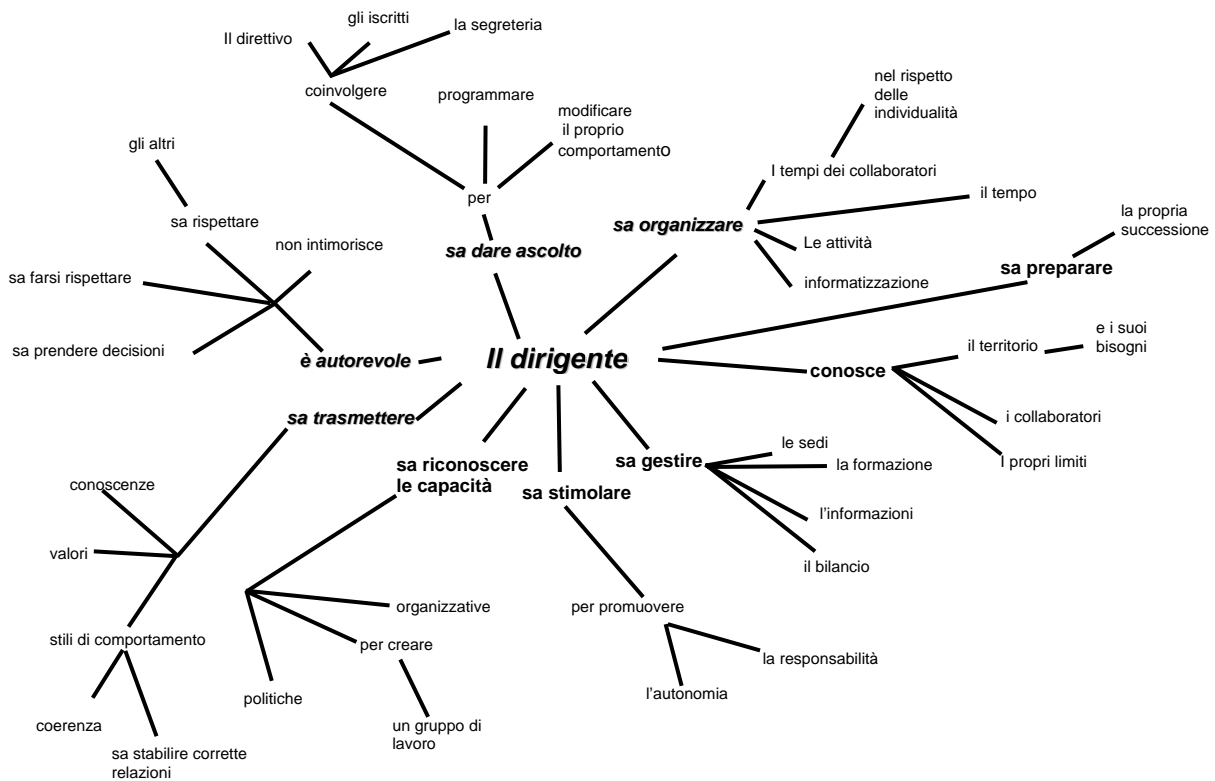 gli iscritti
Il direttivo
la segreteria
coinvolgere
programmare
modificare
il proprio
comportamento
nel rispetto
delle
individualità
gli altri
per
I tempi dei collaboratori
il tempo
sa rispettare
sa organizzare
la propria
successione
non intimorisce
sa dare ascolto
Le attività
sa farsi rispettare
informatizzazione
sa preparare
sa prendere decisioni
è autorevole
Il dirigente
il territorio
e i suoi
bisogni
conosce
sa trasmettere
i collaboratori
sa riconoscere
le capacità
sa stimolare
sa gestire
le sedi
la formazione
I propri limiti
l'informazioni
il bilancio
conoscenze
valori
stili di comportamento
coerenza
sa stabilire corrette
relazioni
organizzative
per creare
politiche
un gruppo di
lavoro
per promuovere
la responsabilità
l'autonomia